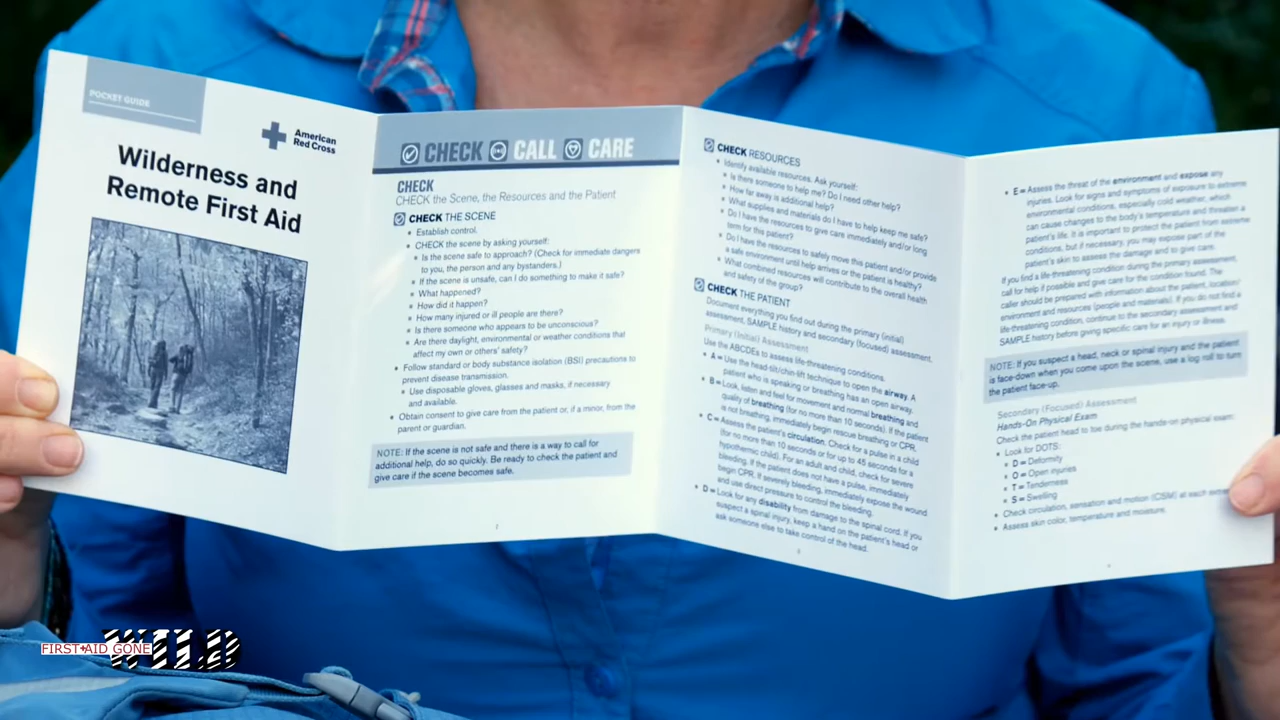 POCKET GUIDE
American
Red Cross
Wilderness and
Remote First Aid
CHECK CALL CARE
CHECK
CHECK the Scene, the Resources and the Patient
CHECK THE SCENE
• Establish control.
• CHECK the scene by asking yourself:
• Is the scene safe to approach? (Check for immediate dangers
to you, the person and any bystanders.)
• If the scene is unsafe, can I do something to make it safe?
• What happened?
• How did it happen?
• How many injured or ill people are there?
• Is there someone who appears to be unconscious?
• Are there daylight, environmental or weather conditions that
affect my own or others' safety?
• Follow standard or body substance isolation (BSI) precautions to
prevent disease transmission.
• Use disposable gloves, glasses and masks, if necessary
and available.
• Obtain consent to give care from the patient or, if a minor, from the
parent or guardian.
NOTE: If the scene is not safe and there is a way to call for
additional help, do so quickly. Be ready to check the patient and
give care if the scene becomes safe.
2
CHECK RESOURCES
• Identify available resources. Ask yourself:
• Is there someone to help me? Do I need other help?
• How far away is additional help?
• What supplies and materials do I have to help keep me safe?
• Do I have the resources to give care immediately and/or long
term for this patient?
• Do I have the resources to safely move this patient and/or provide
a safe environment until help arrives or the patient is healthy?
• What combined resources will contribute to the overall health
and safety of the group?
CHECK THE PATIENT
Document everything you find out during the primary (initial)
assessment, SAMPLE history and secondary (focused) assessment.
Primary (Initial) Assessment
Use the ABCDEs to assess life-threatening conditions.
• A = Use the head-tilt/chin-lift technique to open the airway. A
patient who is speaking or breathing has an open airway.
• B = Look, listen and feel for movement and normal breathing and
quality of breathing (for no more than 10 seconds). If the patient
is not breathing, immediately begin rescue breathing or CPR.
• C = Assess the patient's circulation. Check for a pulse in a child
(for no more than 10 seconds or for up to 45 seconds for a
hypothermic child). For an adult and child, check for severe
bleeding. If the patient does not have a pulse, immediately
begin CPR. If severely bleeding, immediately expose the wound
and use direct pressure to control the bleeding.
• D = Look for any disability from damage to the spinal cord. If you
suspect a spinal injury, keep a hand on the patient's head or
ask someone else to take control of the head.
3
• E = Assess the threat of the environment and expose any
injuries. Look for signs and symptoms of exposure to extreme
environmental conditions, especially cold weather, which
can cause changes to the body's temperature and threaten a
patient's life. It is important to protect the patient from extreme
conditions, but if necessary, you may expose part of the
patient's skin to assess the damage and to give care.
If you find a life-threatening condition during the primary assessment,
call for help if possible and give care for the condition found. The
caller should be prepared with information about the patient, location/
environment and resources (people and materials). If you do not find a
life-threatening condition, continue to the secondary assessment and
SAMPLE history before giving specific care for an injury or illness.
NOTE: If you suspect a head, neck or spinal injury and the patient
is face-down when you come upon the scene, use a log roll to turn
the patient face-up.
Secondary (Focused) Assessment
Hands-On Physical Exam
Check the patient head to toe during the hands-on physical exam:
• Look for DOTS:
• D = Deformity
• O = Open injuries
• T = Tenderness
• S = Swelling
• Check circulation, sensation and motion (CSM) at each
• Assess skin color, temperature and moisture.
FIRST+AID GONE
WILD